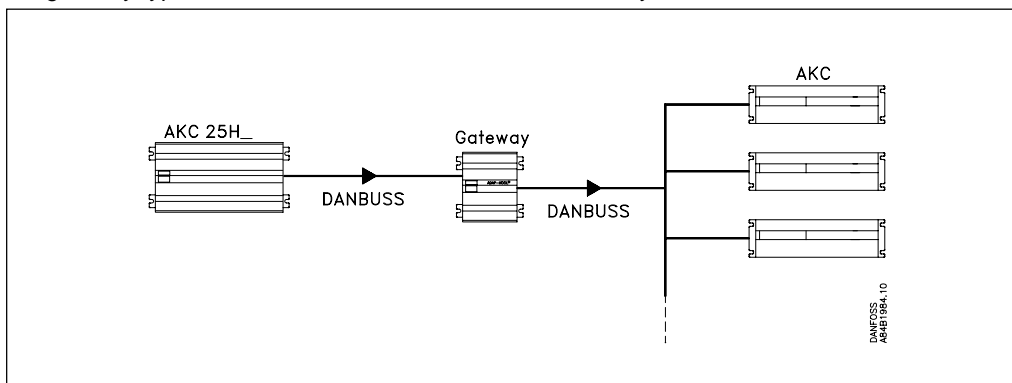 AKC
AKC 25H_
Gateway
DANBUSS
DANBUSS
DANFOSS
A84B1984.10